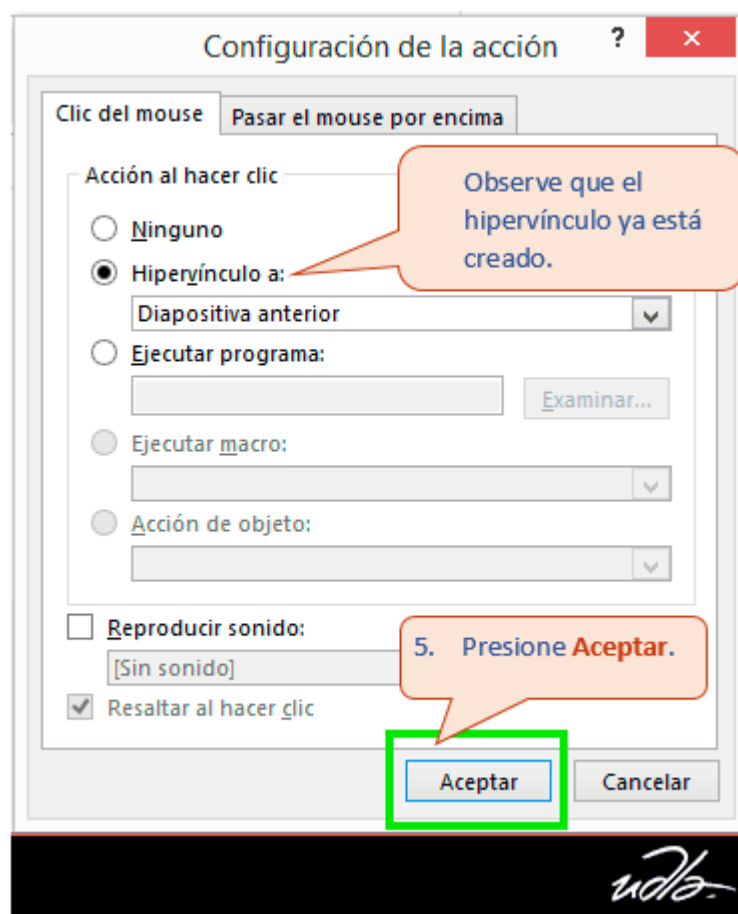 Configuración de la acción ? ×
Clic del mouse
Pasar el mouse por encima
Acción al hacer clic
Observe que el
hipervínculo ya está
creado.
Ninguno
Hipervínculo a:
Diapositiva anterior
Ejecutar programa:
Examinar...
Ejecutar macro:
Acción de objeto:
Reproducir sonido:
[Sin sonido]
5. Presione Aceptar.
Resaltar al hacer clic
Aceptar
Cancelar
udla-